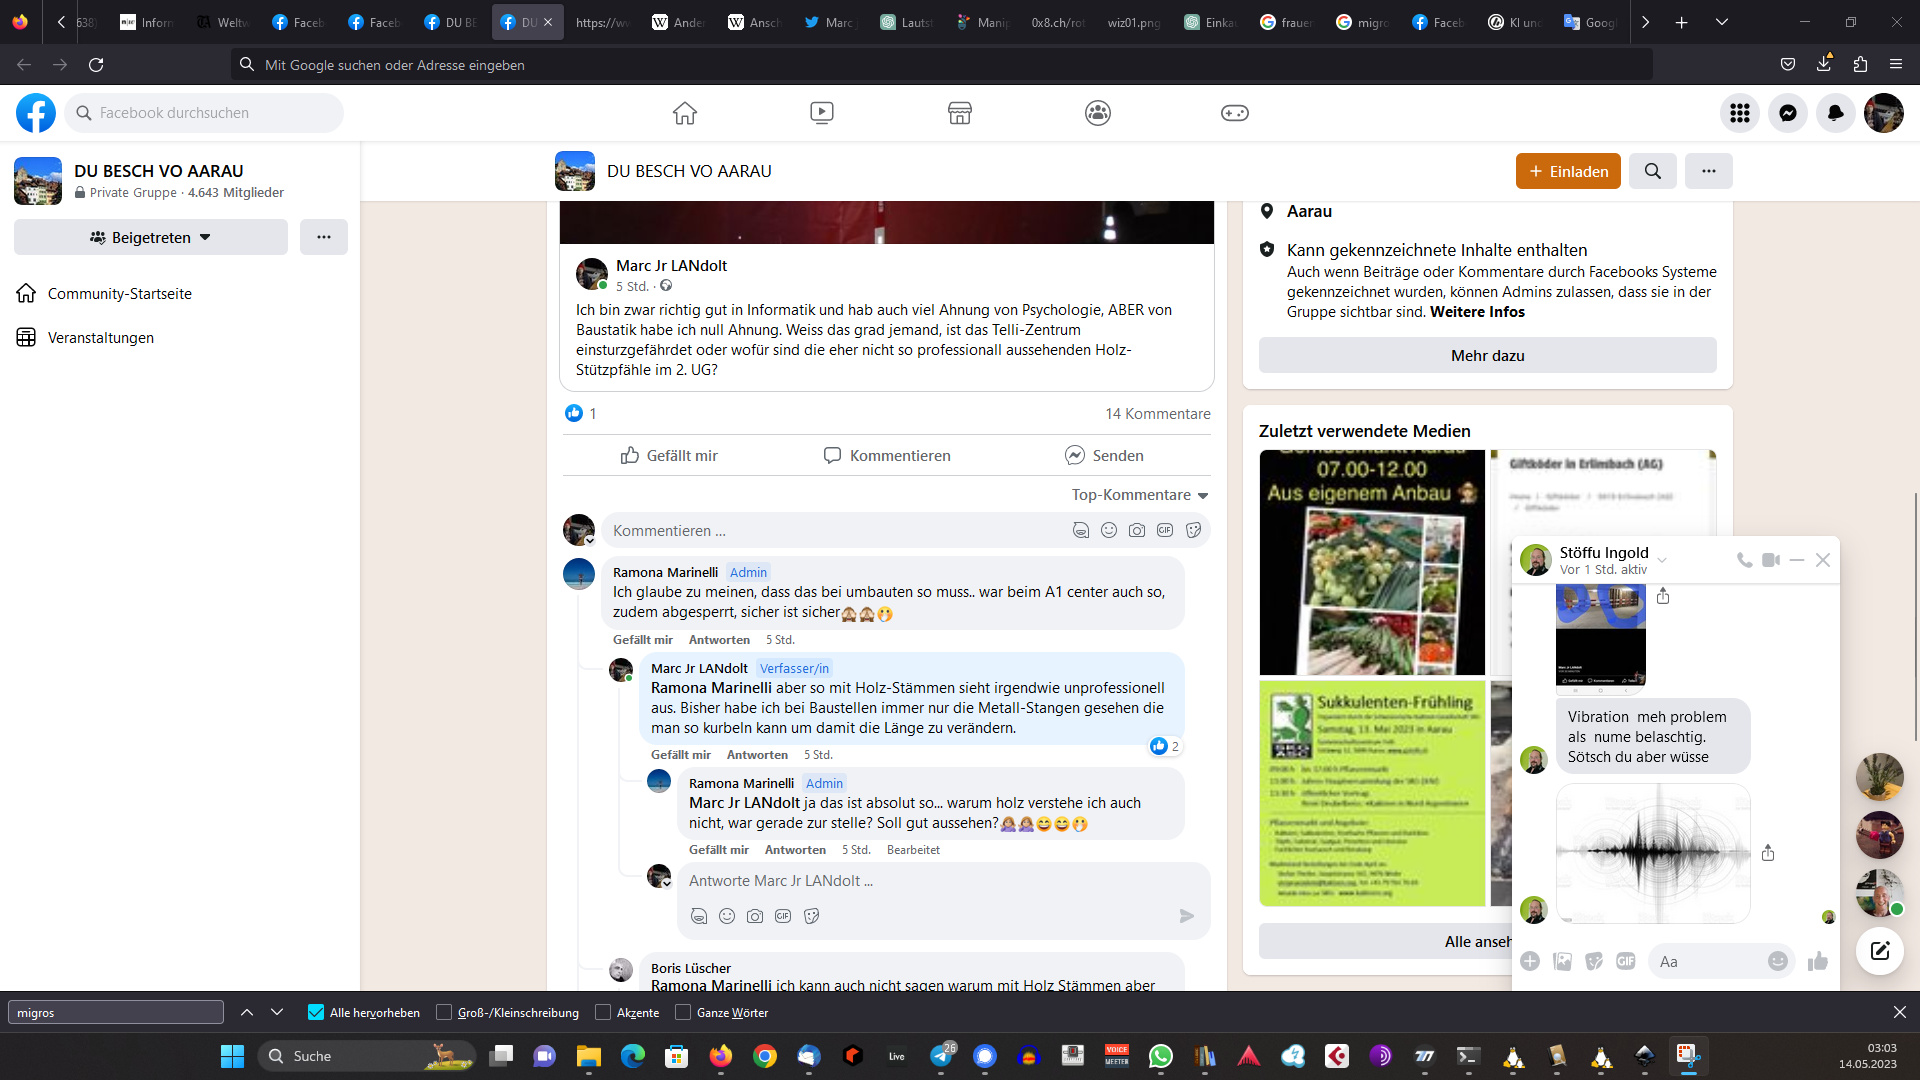 Inform
Weltw
Faceb
Faceb
DU BE
DU
https://w
Ander
Ansch
Marc J
Lautst
Manip
0x8.ch/rot
wiz01.png
Einka
frauen
migro
Faceb
KI und
Goog
Mit Google suchen oder Adresse eingeben
Facebook durchsuchen
DU BESCH VO AARAU
Private Gruppe · 4.643 Mitglieder
Beigetreten
Community-Startseite
Veranstaltungen
DU BESCH VO AARAU
+ Einladen
Marc Jr LANdolt
5 Std. ·
Ich bin zwar richtig gut in Informatik und hab auch viel Ahnung von Psychologie, ABER von
Baustatik habe ich null Ahnung. Weiss das grad jemand, ist das Telli-Zentrum
einsturzgefährdet oder wofür sind die eher nicht so professionall aussehenden Holz-
Stützpfähle im 2. UG?
1
14 Kommentare
Gefällt mir
Kommentieren
Senden
Top-Kommentare
Kommentieren ...
GIF
Ramona Marinelli Admin
Ich glaube zu meinen, dass das bei umbauten so muss.. war beim A1 center auch so,
zudem abgesperrt, sicher ist sicher🙈🙈🤭
Gefällt mir Antworten 5 Std.
Marc Jr LANdolt Verfasser/in
Ramona Marinelli aber so mit Holz-Stämmen sieht irgendwie unprofessionell
aus. Bisher habe ich bei Baustellen immer nur die Metall-Stangen gesehen die
man so kurbeln kann um damit die Länge zu verändern.
2
Gefällt mir Antworten 5 Std.
Ramona Marinelli Admin
Marc Jr LANdolt ja das ist absolut so... warum holz verstehe ich auch
nicht, war gerade zur stelle? Soll gut aussehen?🙈🙈😄😄🤭
Gefällt mir Antworten 5 Std. Bearbeitet
Antworte Marc Jr LANdolt ...
GIF
Boris Lüscher
Ramona Marinelli ich kann auch nicht sagen warum mit Holz Stämmen aber
Aarau
Kann gekennzeichnete Inhalte enthalten
Auch wenn Beiträge oder Kommentare durch Facebooks Systeme
gekennzeichnet wurden, können Admins zulassen, dass sie in der
Gruppe sichtbar sind. Weitere Infos
Mehr dazu
Zuletzt verwendete Medien
Gemüsemarkt Aarau
07.00-12.00
Aus eigenem Anbau
Giftköder in Erlinsbach (AG)
Sukkulenten-Frühling
Samstag, 13. Mai 2023 in Aarau
Alle anseh
Stöffu Ingold
Vor 1 Std. aktiv
Vibration meh problem
als nume belaschtig.
Sötsch du aber wüsse
GIF
Aa
migros
Alle hervorheben
Groß-/Kleinschreibung
Akzente
Ganze Wörter
Suche
Live
26
VOICE
MEETER
03:03
14.05.2023